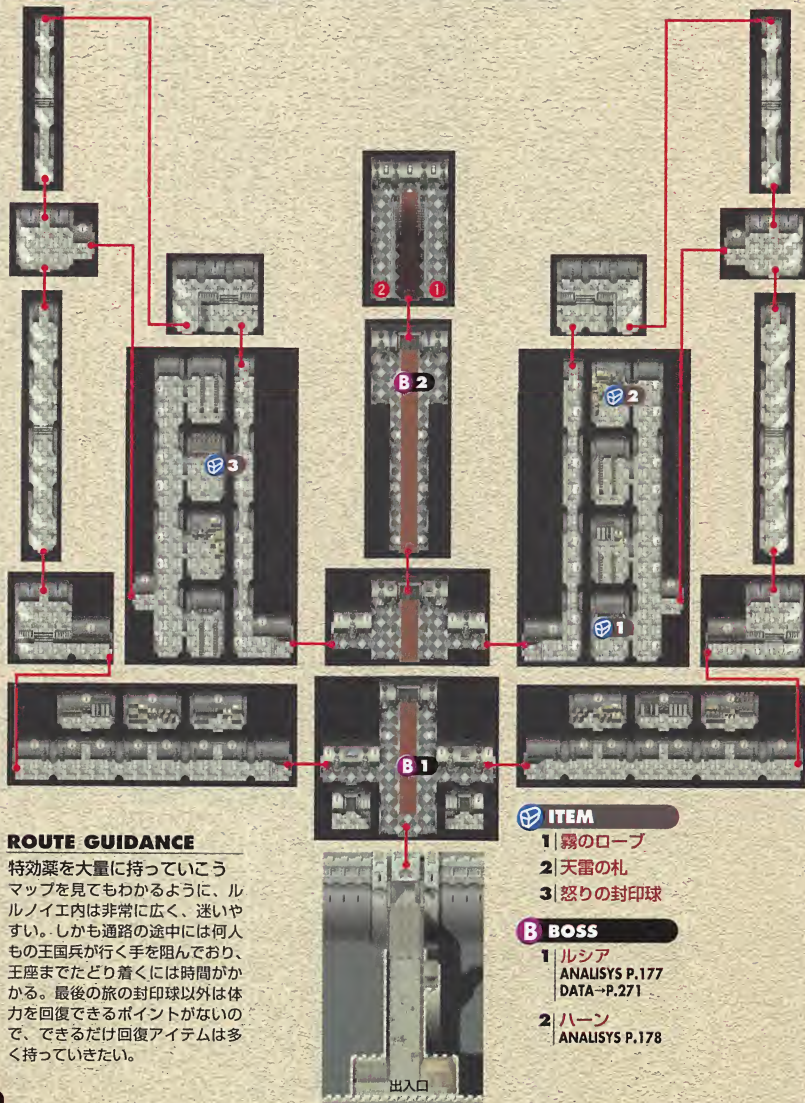 2
1
B 2
3
2
1
B 1
出入口
ROUTE GUIDANCE
特効薬を大量に持っていこう
マップを見てもわかるように、ル
ルノイエ内は非常に広く、迷いや
すい。しかも通路の途中には何人
もの王国兵が行く手を阻んでおり、
王座までたどり着くには時間がか
かる。最後の旅の封印球以外は体
力を回復できるポイントがないの
で、できるだけ回復アイテムは多
く持っていきたい。
ITEM
1 霧のローブ
2 天雷の札
3 怒りの封印球
B BOSS
1 ルシア
ANALISYS P.177
DATA→P.271
2 ハーン
ANALISYS P.178